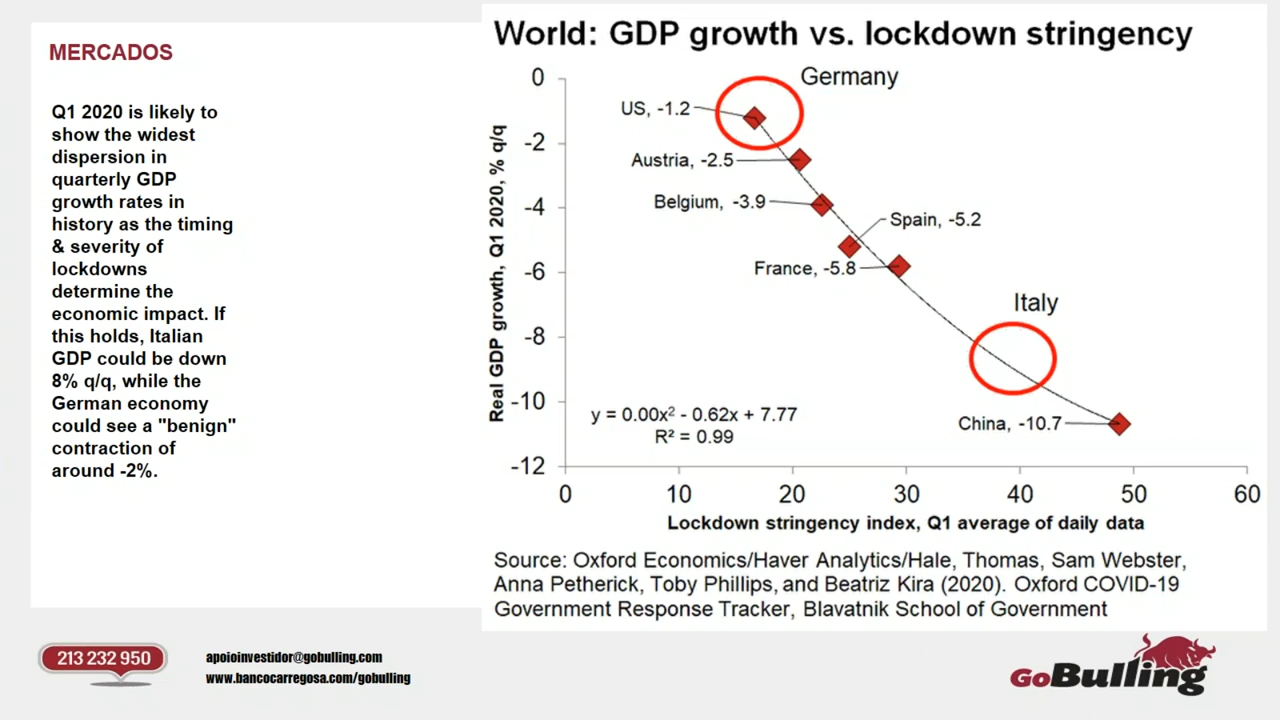 MERCADOS
Q1 2020 is likely to
show the widest
dispersion in
quarterly GDP
growth rates in
history as the timing
& severity of
lockdowns
determine the
economic impact. If
this holds, Italian
GDP could be down
8% q/q, while the
German economy
could see a "benign"
contraction of
around -2%.
World: GDP growth vs. lockdown stringency
Real GDP growth, Q1 2020, % q/q
0
-2
-4
-6
-8
-10
-12
Germany
US, -1.2
Austria, -2.5
Belgium, -3.9
Spain, -5.2
France, -5.8
Italy
China, -10.7
y = 0.00x² - 0.62x + 7.77
R² = 0.99
0 10 20 30 40 50 60
Lockdown stringency index, Q1 average of daily data
Source: Oxford Economics/Haver Analytics/Hale, Thomas, Sam Webster,
Anna Petherick, Toby Phillips, and Beatriz Kira (2020). Oxford COVID-19
Government Response Tracker, Blavatnik School of Government
213 232 950
apoioinvestidor@gobulling.com
www.bancocarregosa.com/gobulling
GoBulling